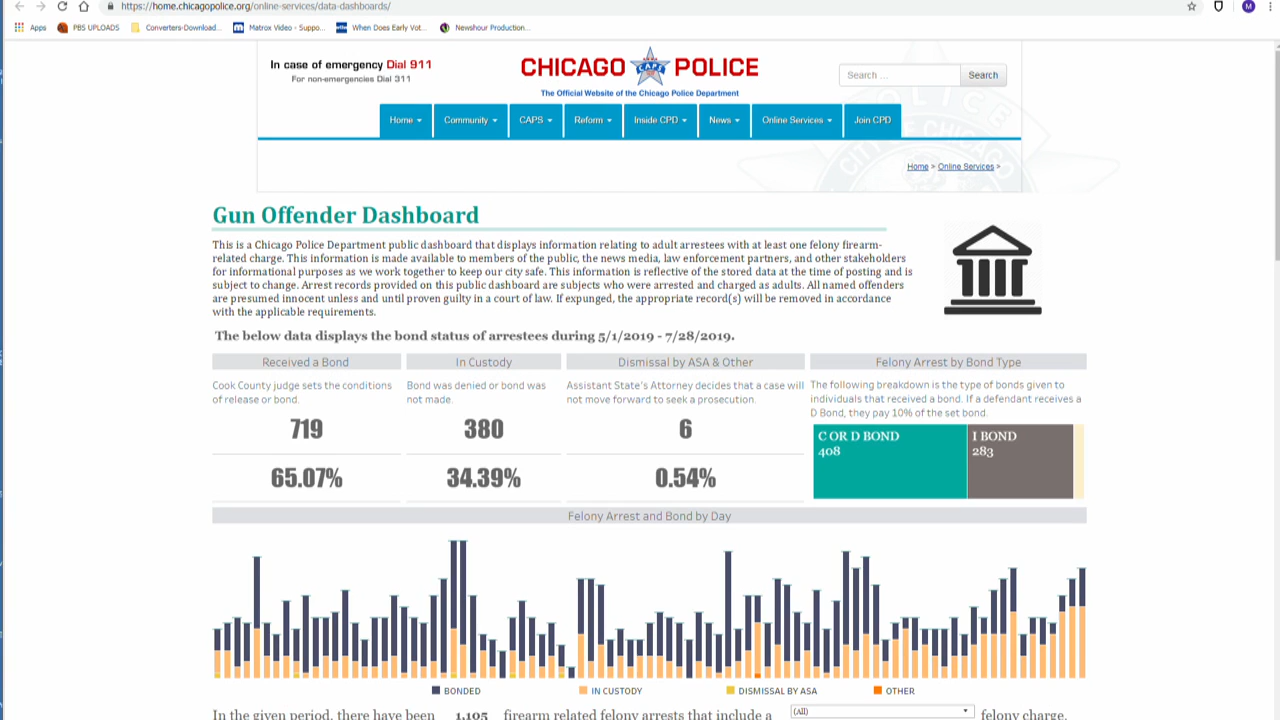 https://home.chicagopolice.org/online-services/data-dashboards/
M
Apps PBS UPLOADS Converters-Download... Matrox Video - Suppo... When Does Early Vot... Newshour Production...
In case of emergency Dial 911
For non-emergencies Dial 311
CHICAGO CAPS POLICE
The Official Website of the Chicago Police Department
Search ... Search
Home Community CAPS Reform Inside CPD News Online Services Join CPD
Home > Online Services >
Gun Offender Dashboard
This is a Chicago Police Department public dashboard that displays information relating to adult arrestees with at least one felony firearm-
related charge. This information is made available to members of the public, the news media, law enforcement partners, and other stakeholders
for informational purposes as we work together to keep our city safe. This information is reflective of the stored data at the time of posting and is
subject to change. Arrest records provided on this public dashboard are subjects who were arrested and charged as adults. All named offenders
are presumed innocent unless and until proven guilty in a court of law. If expunged, the appropriate record(s) will be removed in accordance
with the applicable requirements.
The below data displays the bond status of arrestees during 5/1/2019 - 7/28/2019.
Received a Bond
Cook County judge sets the conditions
of release or bond.
719
65.07%
In Custody
Bond was denied or bond was
not made.
380
34.39%
Dismissal by ASA & Other
Assistant State's Attorney decides that a case will
not move forward to seek a prosecution.
6
0.54%
Felony Arrest by Bond Type
The following breakdown is the type of bonds given to
individuals that received a bond. If a defendant receives a
D Bond, they pay 10% of the set bond.
C OR D BOND
408
I BOND
283
Felony Arrest and Bond by Day
BONDED IN CUSTODY DISMISSAL BY ASA OTHER
In the given period, there have been 1,105 firearm related felony arrests that include a (All) felony charge.